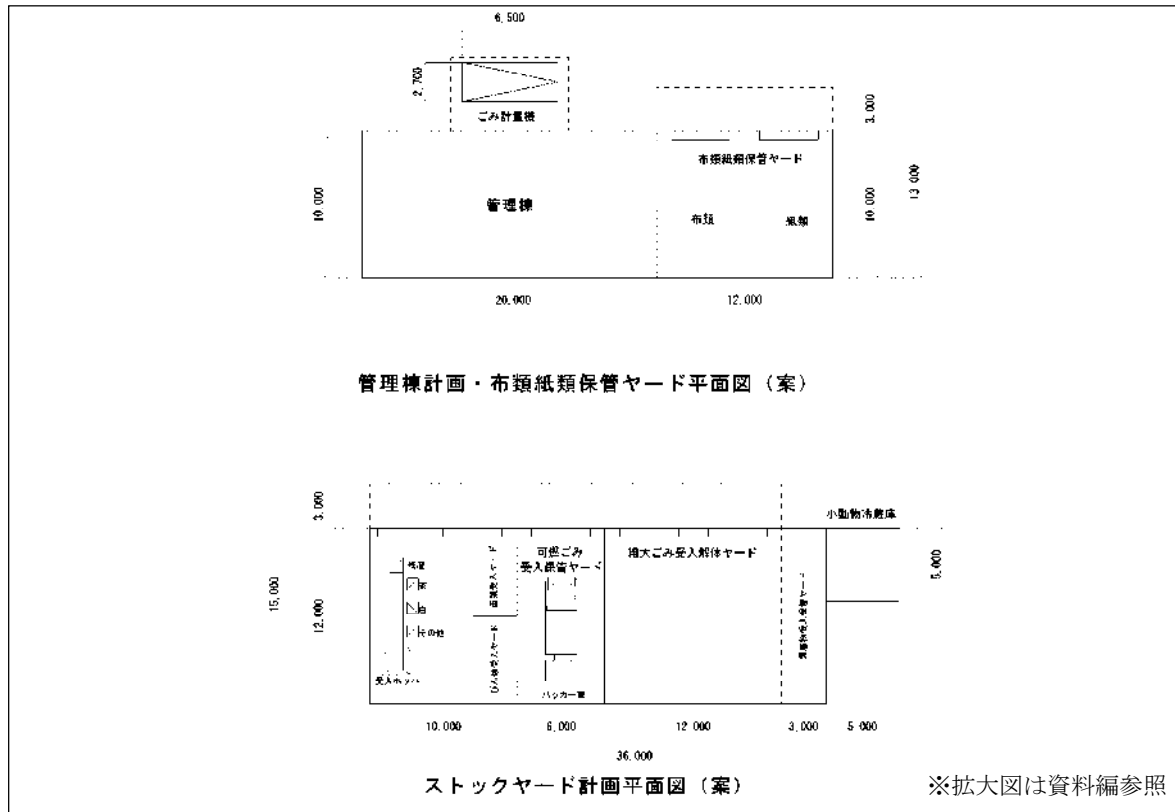 6,500
2,700
ごみ計量機
3,000
布類紙類保管ヤード
13,000
10,000
管理棟
布類
紙類
10,000
20,000
12,000
管理棟計画・布類紙類保管ヤード平面図（案）
3,000
小動物冷蔵庫
可燃ごみ
受入保管ヤード
粗大ごみ受入解体ヤード
5,000
15,000
12,000
その他
受入ホッパ
パッカー車
10,000
6,000
12,000
3,000
5,000
36,000
ストックヤード計画平面図（案）
※拡大図は資料編参照